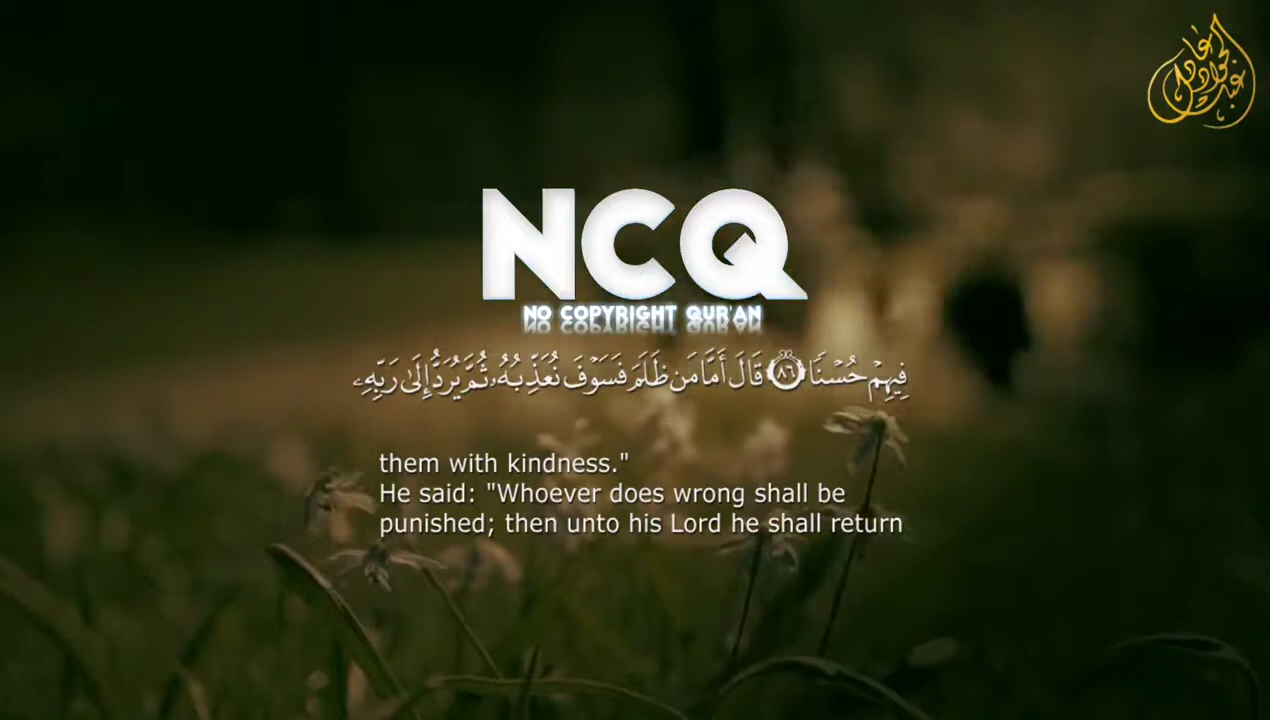 NCQ
NO COPYRIGHT QUR'AN
فِيهِمْ حُسْنًا ٨٦ قَالَ أَمَّا مَن ظَلَمَ فَسَوْفَ نُعَذِّبُهُۥ ثُمَّ يُرَدُّ إِلَىٰ رَبِّهِۦ
them with kindness."
He said: "Whoever does wrong shall be
punished; then unto his Lord he shall return